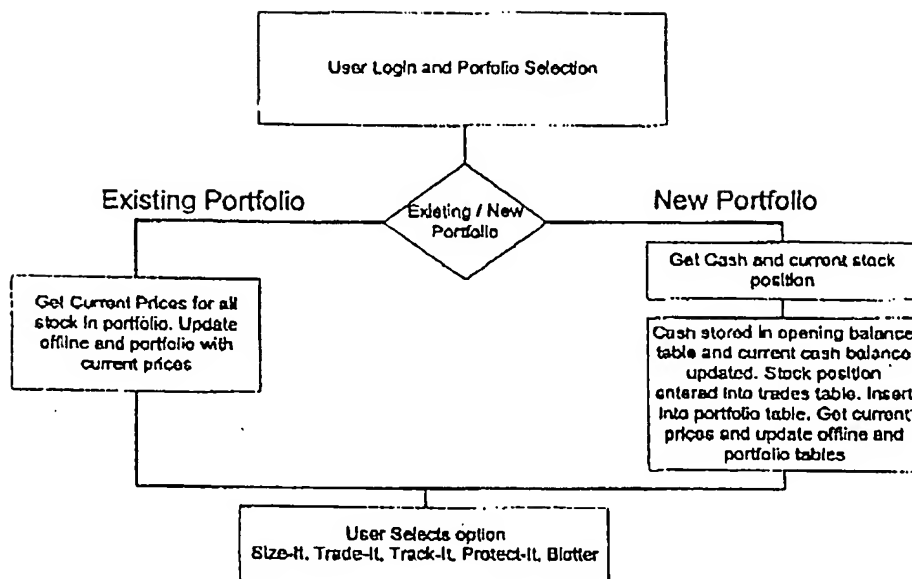 User Login and Porfolio Selection
Existing Portfolio
Existing / New
Portfolio
New Portfolio
Get Cash and current stock
position
Get Current Prices for all
stock in portfolio. Update
offline and portfolio with
current prices
Cash stored in opening balance
table and current cash balance
updated. Stock position
entered into trades table. Insert
into portfolio table. Get current
prices and update offline and
portfolio tables
User Selects option
Size-It, Trade-It, Track-It, Protect-It, Blotter